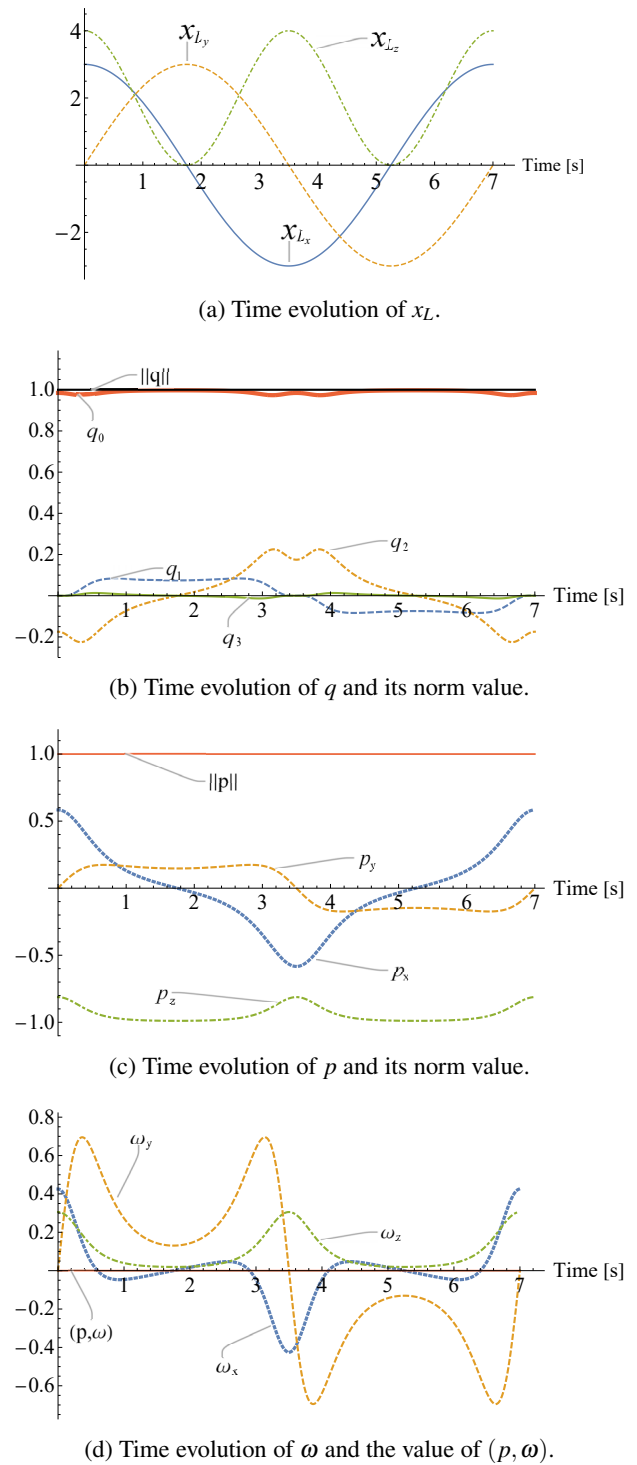 4
2
-2
x_{L_y}
x_{L_z}
x_{L_x}
1 2 3 4 5 6 7
Time [s]
(a) Time evolution of x_L.
1.0
0.8
0.6
0.4
0.2
-0.2
||q||
q_0
q_1
q_2
q_3
1 2 3 4 5 6 7
Time [s]
(b) Time evolution of q and its norm value.
1.0
0.5
-0.5
-1.0
||p||
p_y
p_x
p_z
1 2 3 4 5 6 7
Time [s]
(c) Time evolution of p and its norm value.
0.8
0.6
0.4
0.2
-0.2
-0.4
-0.6
ω_y
ω_z
(p,ω)
ω_x
1 2 3 4 5 6 7
Time [s]
(d) Time evolution of ω and the value of (p, ω).